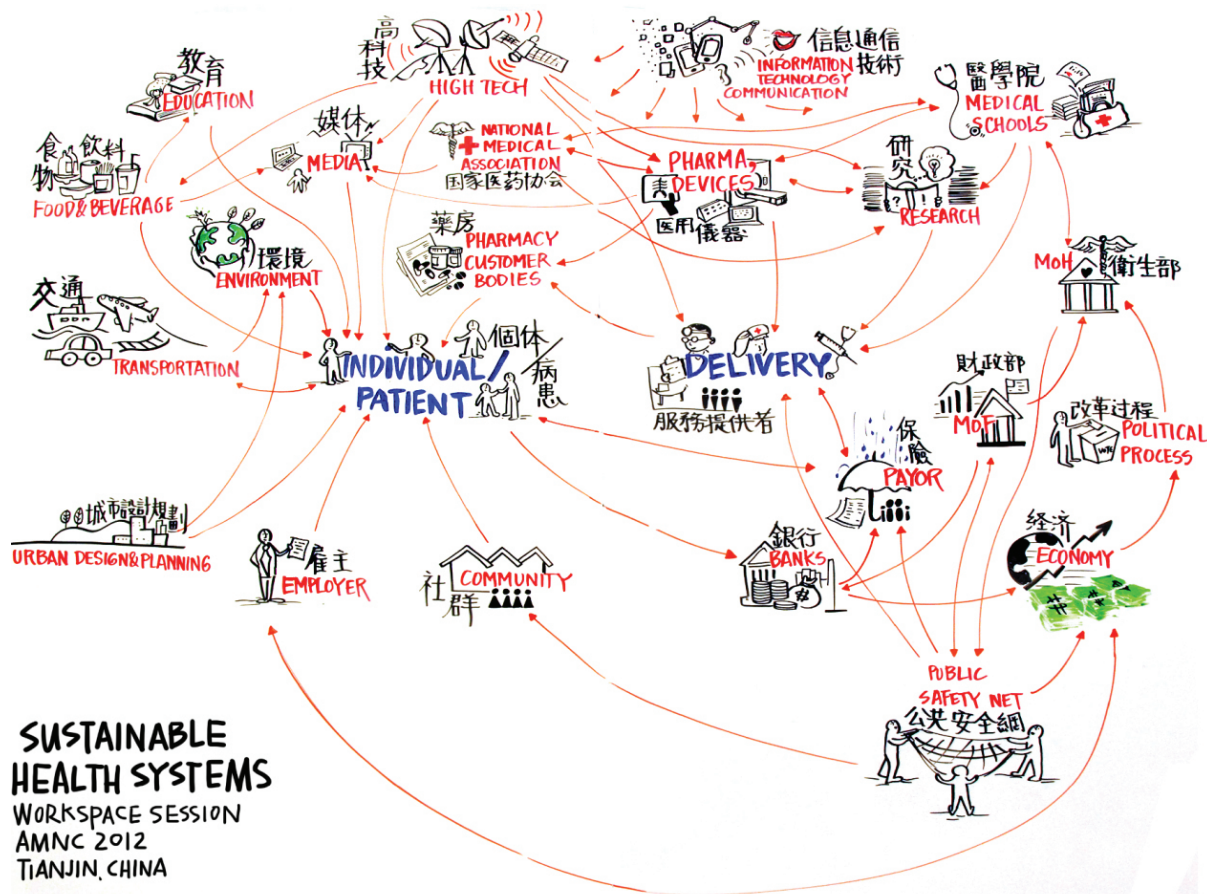 高
科
技
HIGH TECH
信息通信
技術
INFORMATION
TECHNOLOGY
COMMUNICATION
教育
EDUCATION
醫學院
MEDICAL
SCHOOLS
媒体
MEDIA
NATIONAL
MEDICAL
ASSOCIATION
国家医药协会
PHARMA,
DEVICES
医用儀器
研究
? !
RESEARCH
食物
飲料
FOOD & BEVERAGE
藥房
PHARMACY
CUSTOMER
BODIES
環境
ENVIRONMENT
MOH
衛生部
交通
TRANSPORTATION
個体/病患
INDIVIDUAL/
PATIENT
DELIVERY
服務提供者
財政部
MOF
改革过程
POLITICAL
PROCESS
保險
PAYOR
城市設計規劃
URBAN DESIGN & PLANNING
雇主
EMPLOYER
社群
COMMUNITY
銀行
BANKS
经济
ECONOMY
PUBLIC
SAFETY NET
公共安全網
SUSTAINABLE
HEALTH SYSTEMS
WORKSPACE SESSION
AMNC 2012
TIANJIN, CHINA